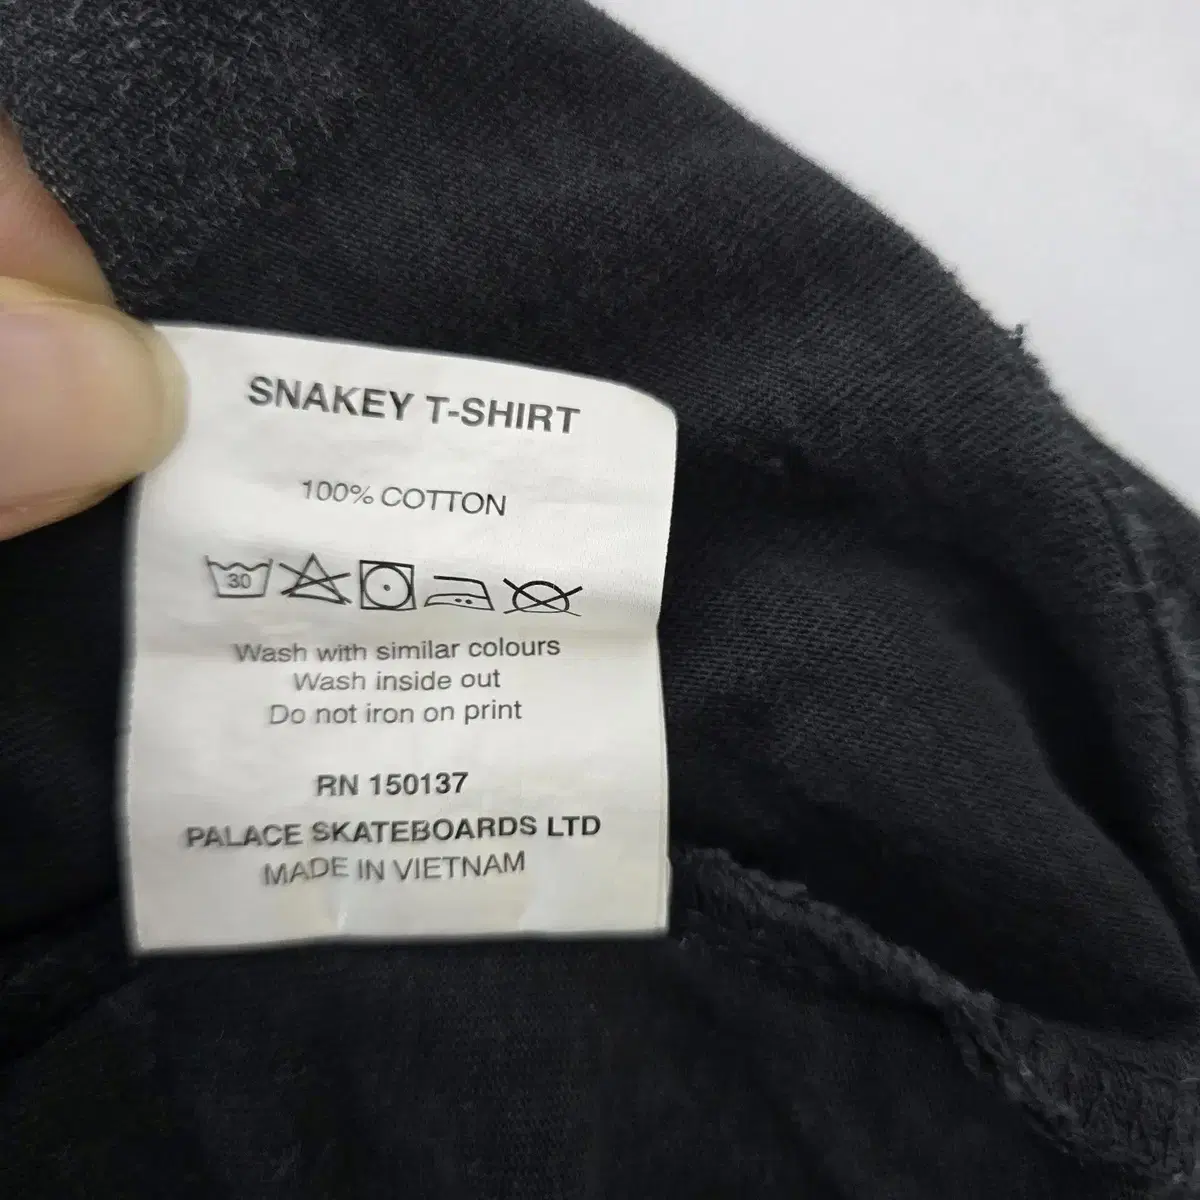 SNAKEY T-SHIRT
100% COTTON
30
Wash with similar colours
Wash inside out
Do not iron on print
RN 150137
PALACE SKATEBOARDS LTD
MADE IN VIETNAM